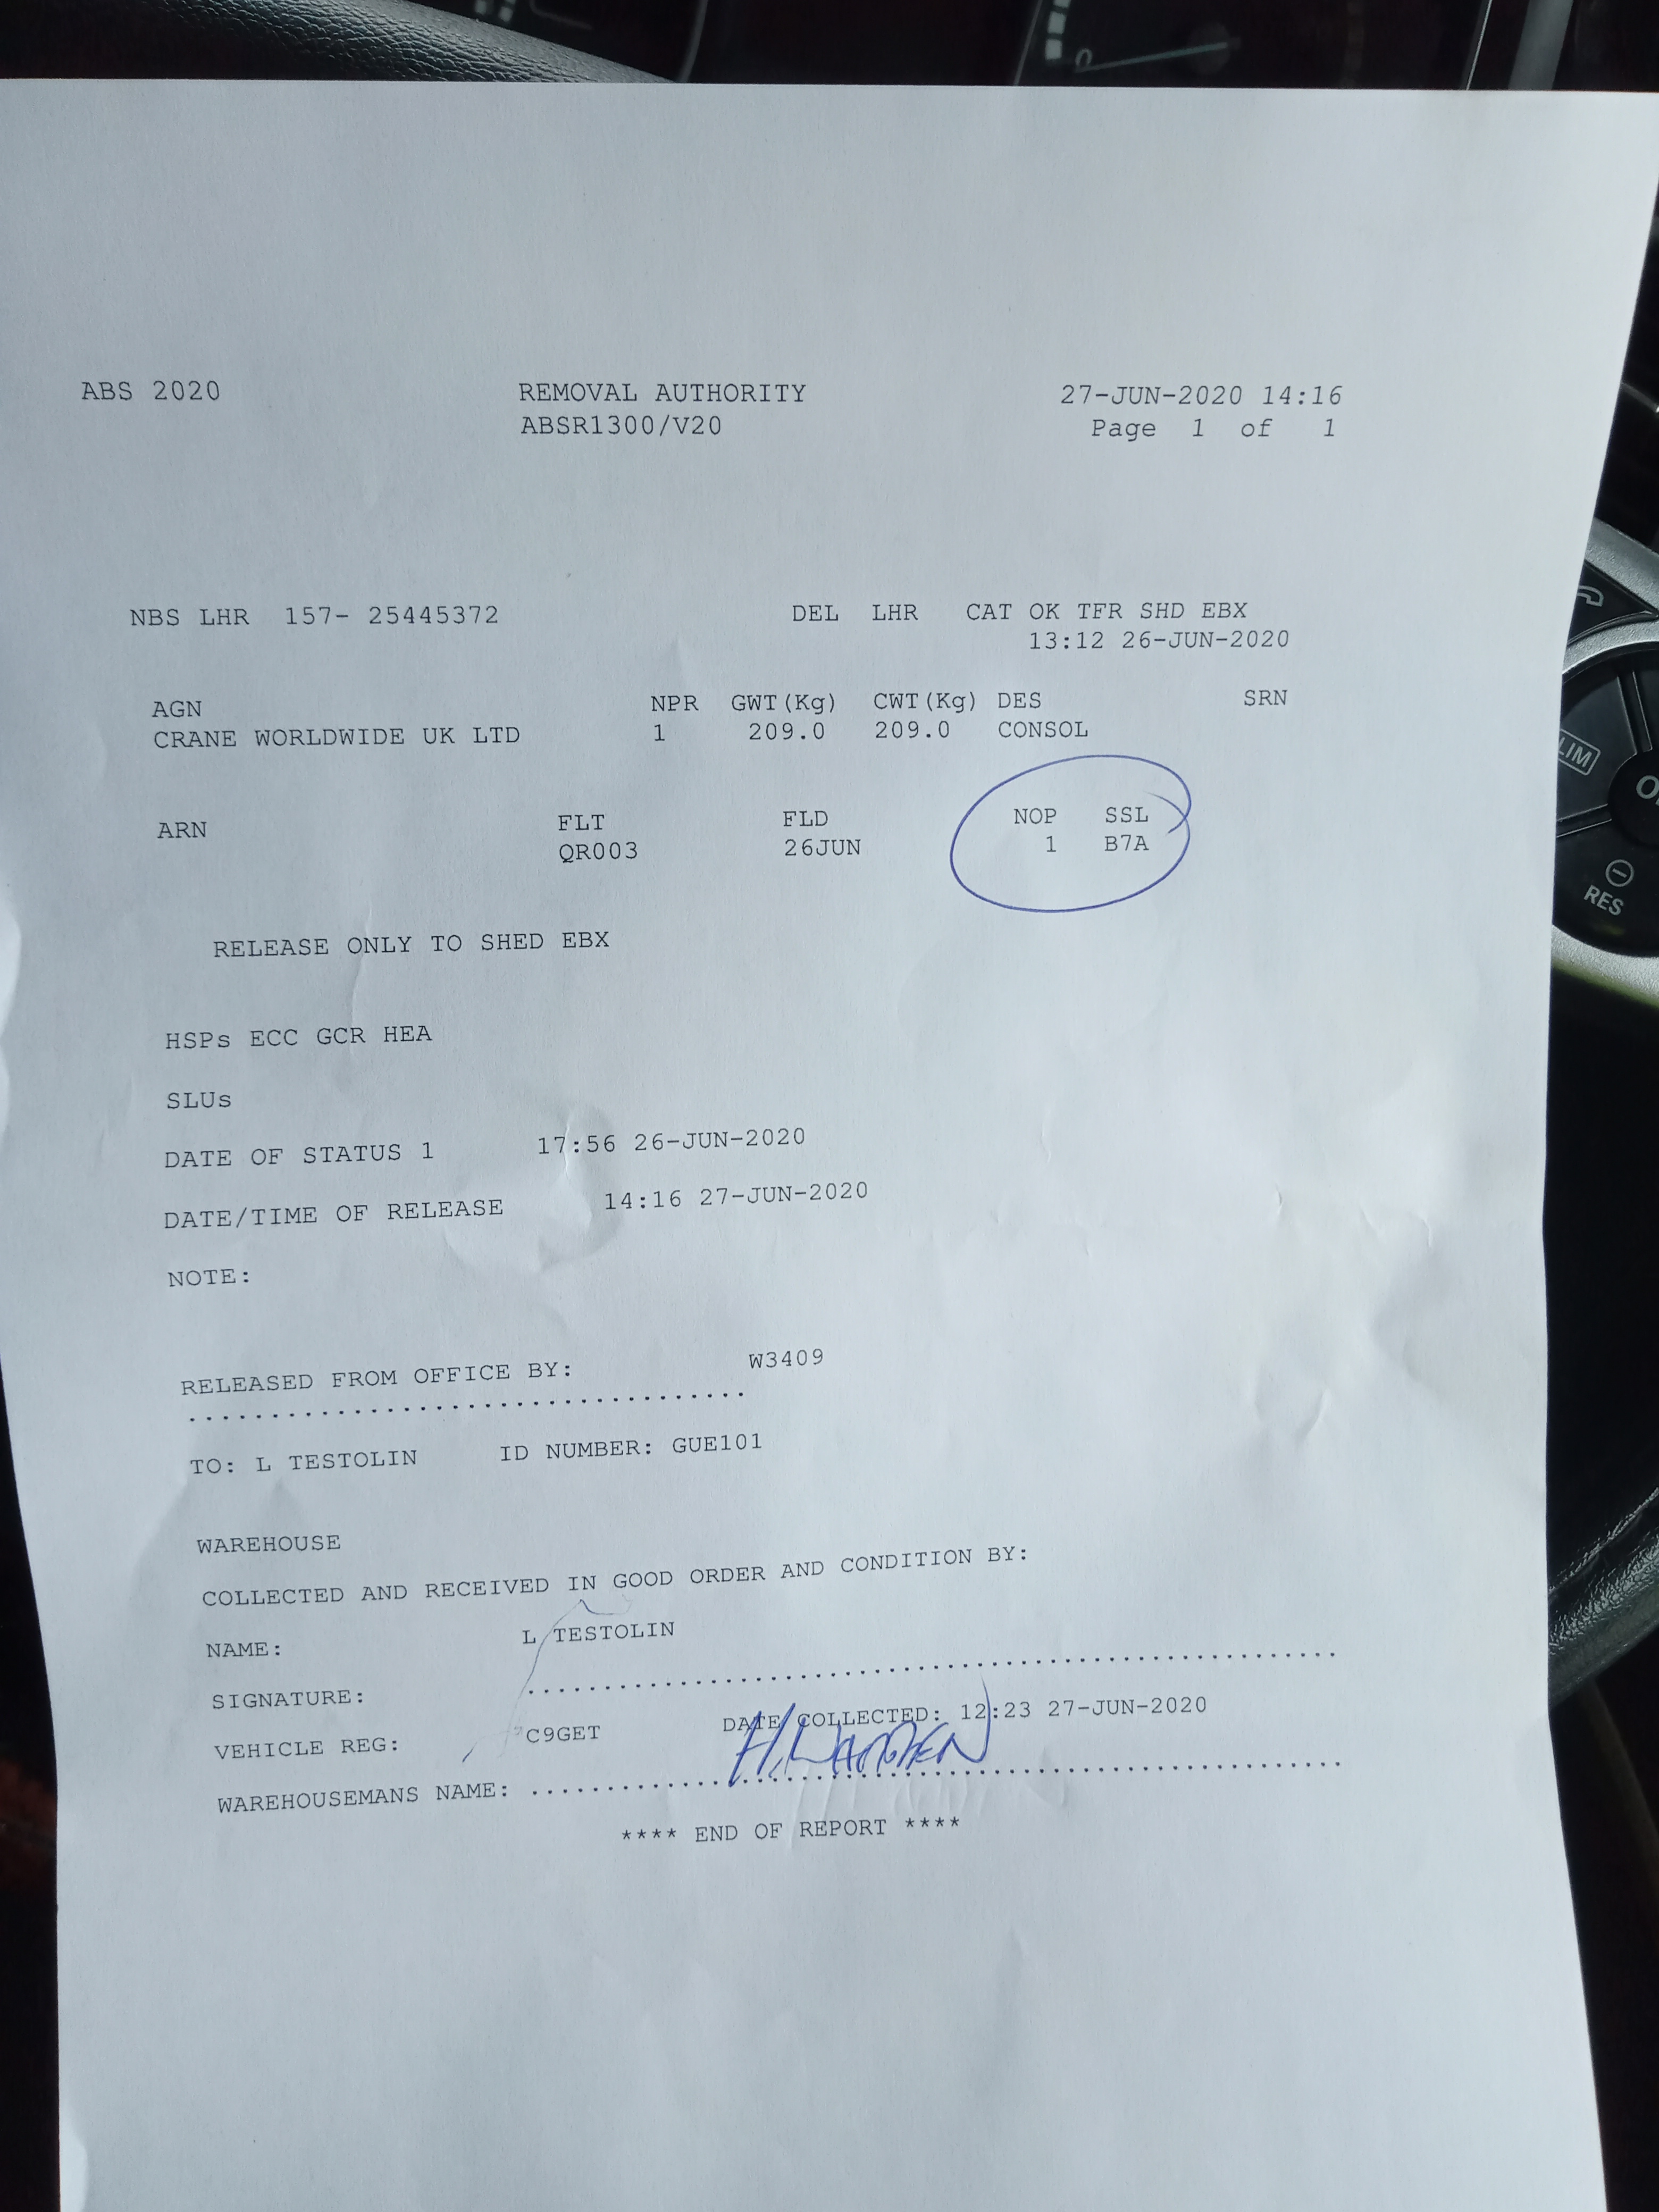 ABS 2020 REMOVAL AUTHORITY 27-JUN-2020 14:16
ABSR1300/V20 Page 1 of 1
NBS LHR 157- 25445372 DEL LHR CAT OK TFR SHD EBX
13:12 26-JUN-2020
AGN NPR GWT(Kg) CWT(Kg) DES SRN
CRANE WORLDWIDE UK LTD 1 209.0 209.0 CONSOL
ARN FLT FLD NOP SSL
QR003 26JUN 1 B7A
RELEASE ONLY TO SHED EBX
HSPs ECC GCR HEA
SLUs
DATE OF STATUS 1 17:56 26-JUN-2020
DATE/TIME OF RELEASE 14:16 27-JUN-2020
NOTE:
RELEASED FROM OFFICE BY: W3409
TO: L TESTOLIN ID NUMBER: GUE101
WAREHOUSE
COLLECTED AND RECEIVED IN GOOD ORDER AND CONDITION BY:
NAME: L TESTOLIN
SIGNATURE:
VEHICLE REG: C9GET DATE COLLECTED: 12:23 27-JUN-2020
WAREHOUSEMANS NAME:
**** END OF REPORT ****
0
LIM
RES